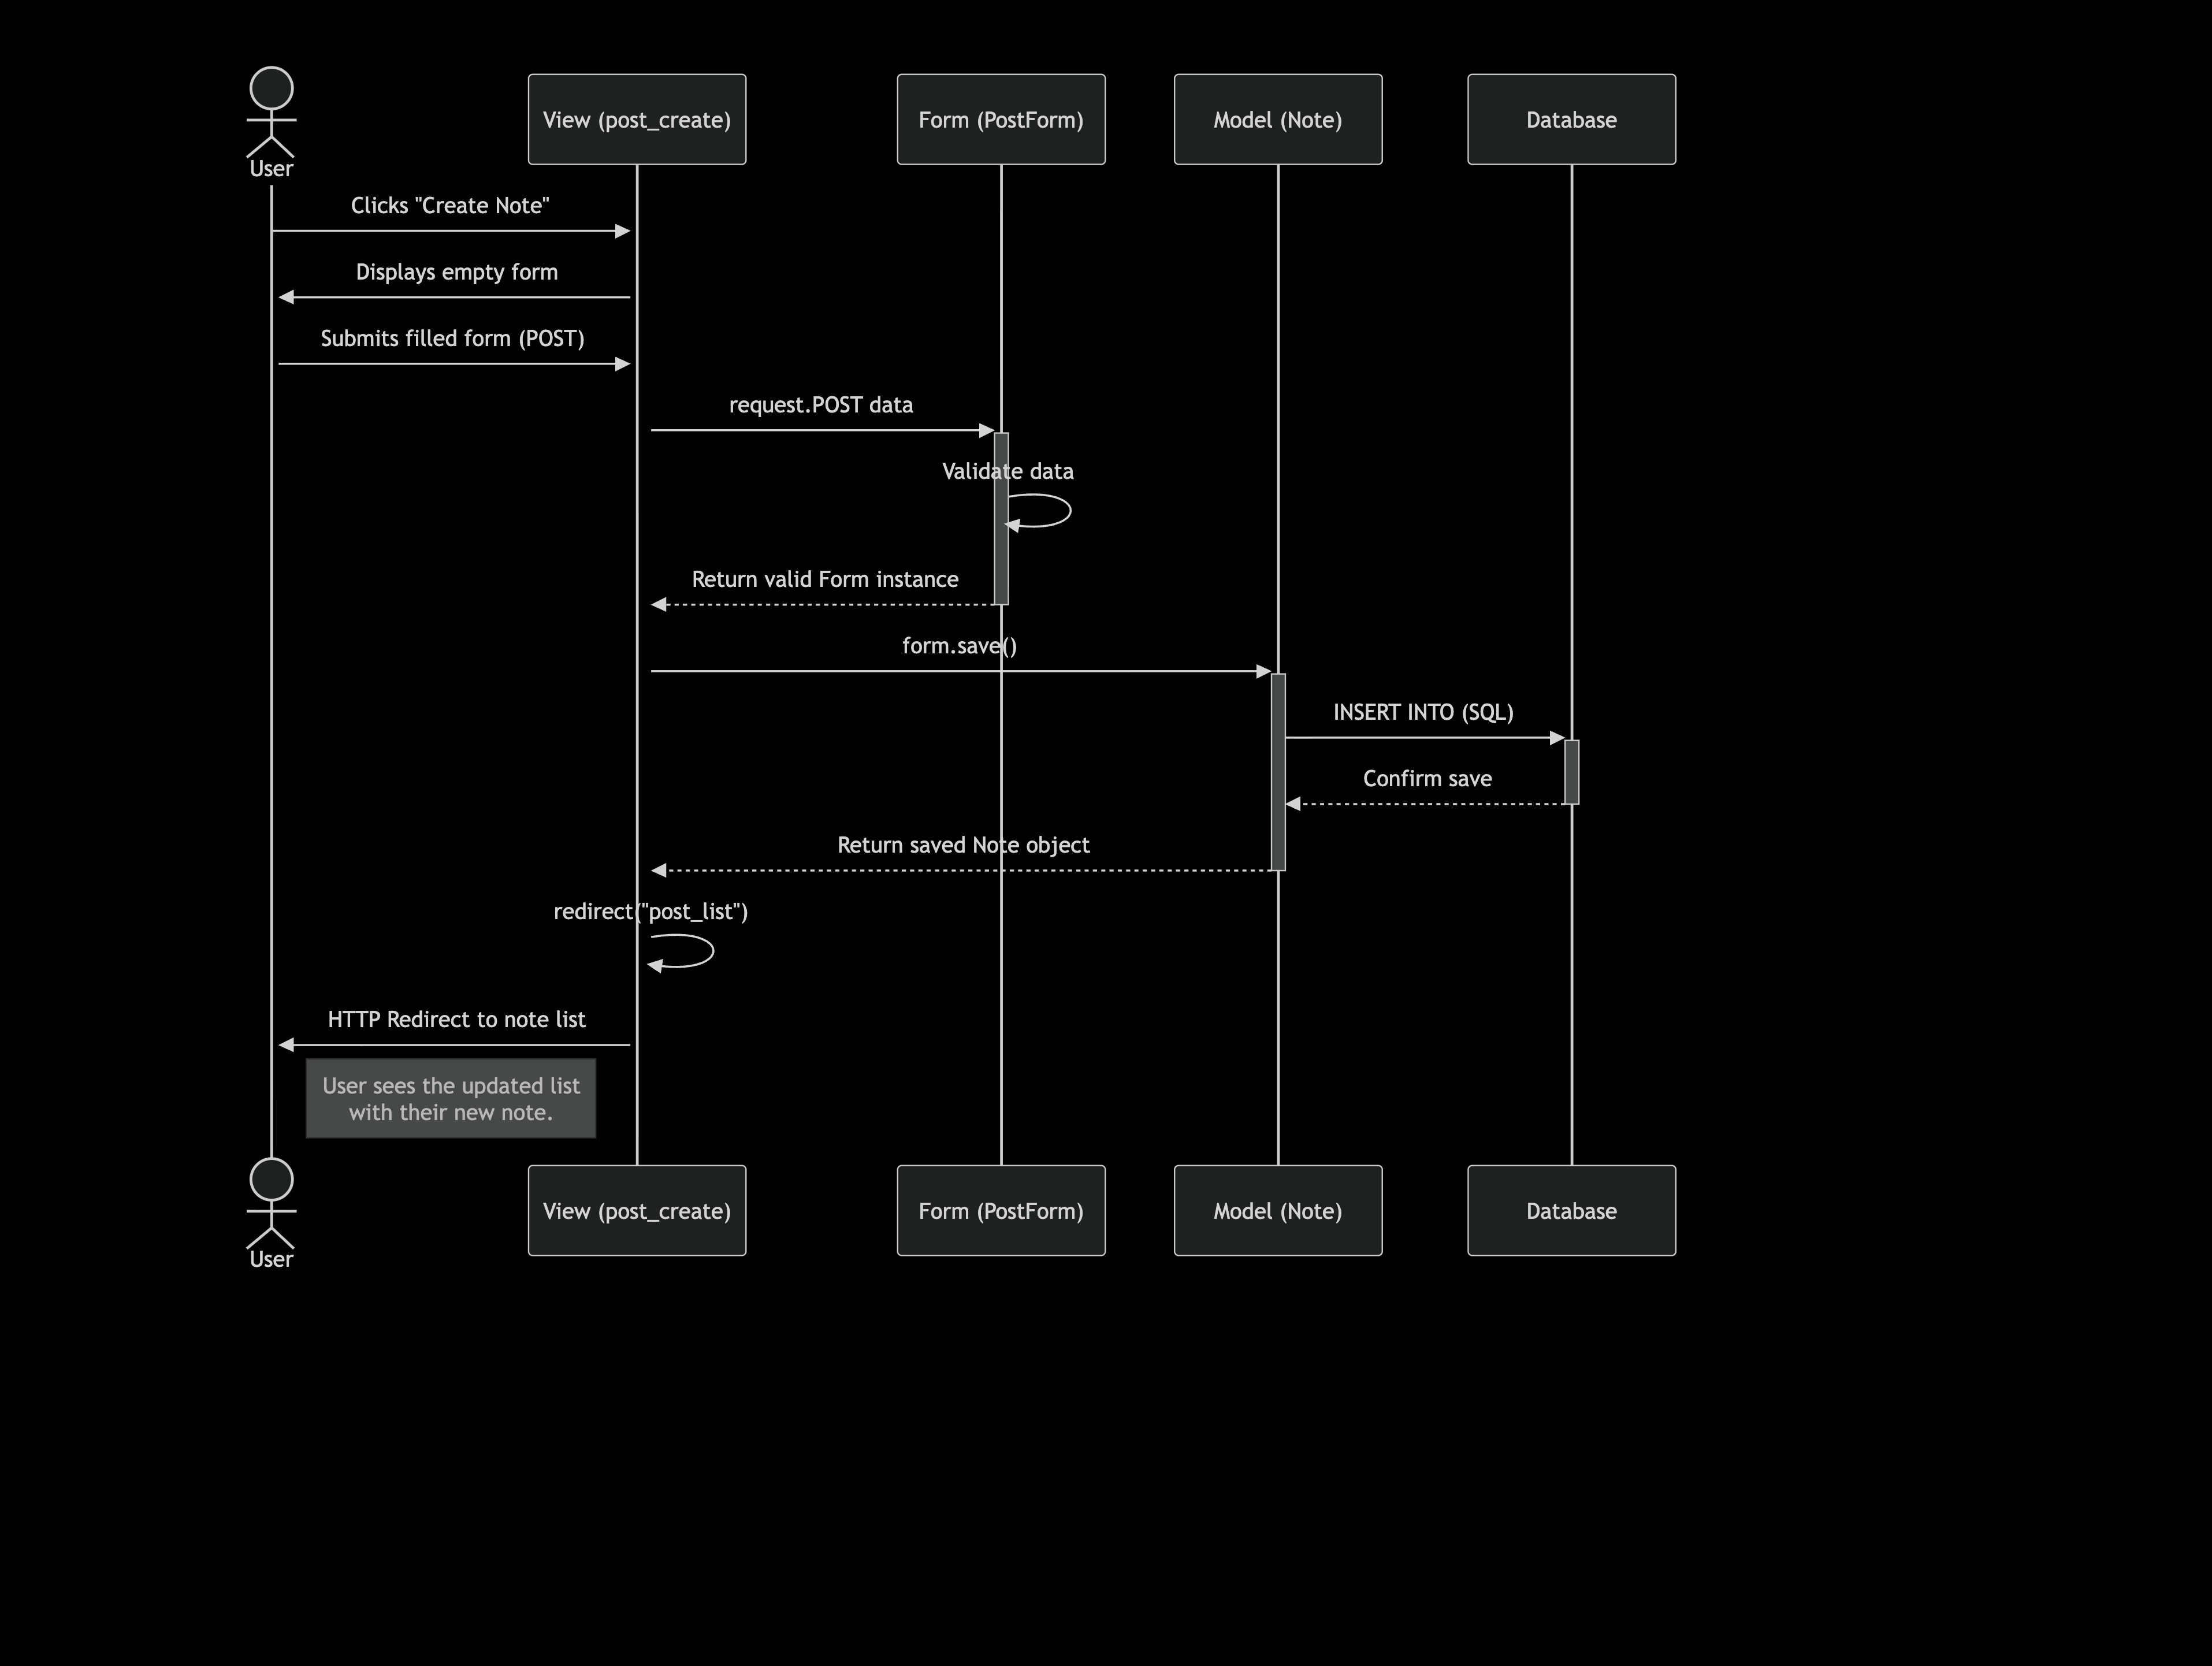 User
View (post_create)
Form (PostForm)
Model (Note)
Database
Clicks "Create Note"
Displays empty form
Submits filled form (POST)
request.POST data
Validate data
Return valid Form instance
form.save()
INSERT INTO (SQL)
Confirm save
Return saved Note object
redirect("post_list")
HTTP Redirect to note list
User sees the updated list
with their new note.
User
View (post_create)
Form (PostForm)
Model (Note)
Database